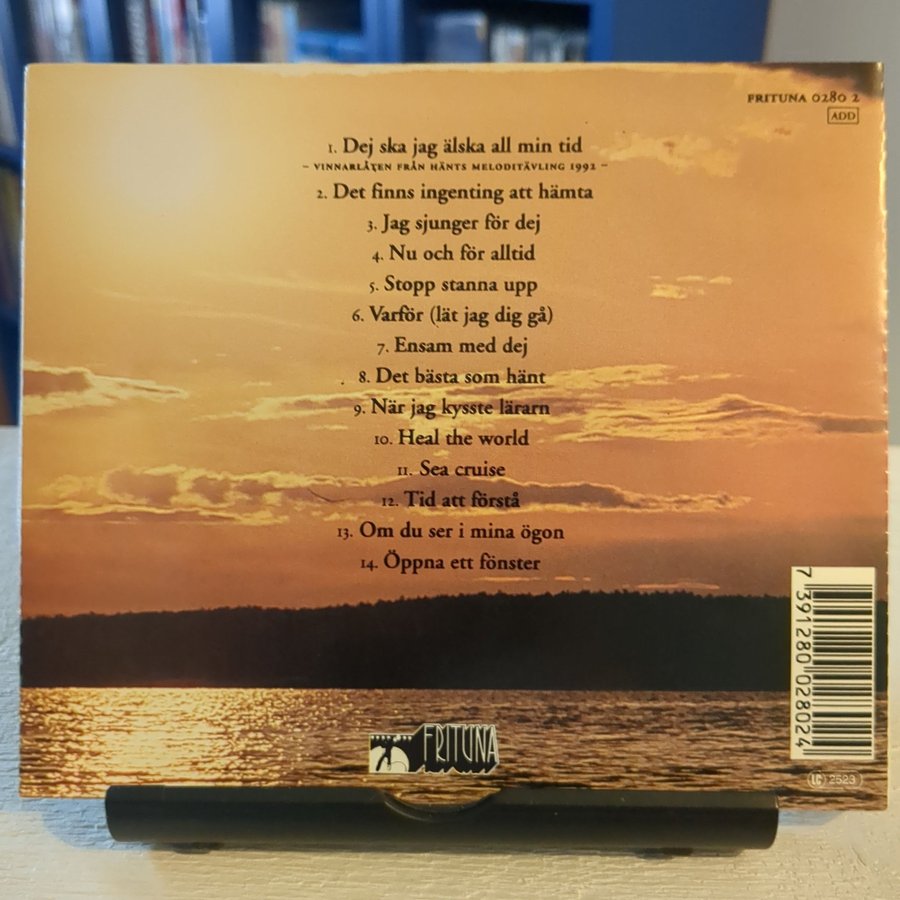 FRITUNA 0280 2
ADD
1. Dej ska jag älska all min tid
– VINNARLÅTEN FRÅN HÄNTS MELODITÄVLING 1992 –
2. Det finns ingenting att hämta
3. Jag sjunger för dej
4. Nu och för alltid
5. Stopp stanna upp
6. Varför (lät jag dig gå)
7. Ensam med dej
8. Det bästa som hänt
9. När jag kysste lärarn
10. Heal the world
11. Sea cruise
12. Tid att förstå
13. Om du ser i mina ögon
14. Öppna ett fönster
7 391280 028024
FRITUNA
LC 2523